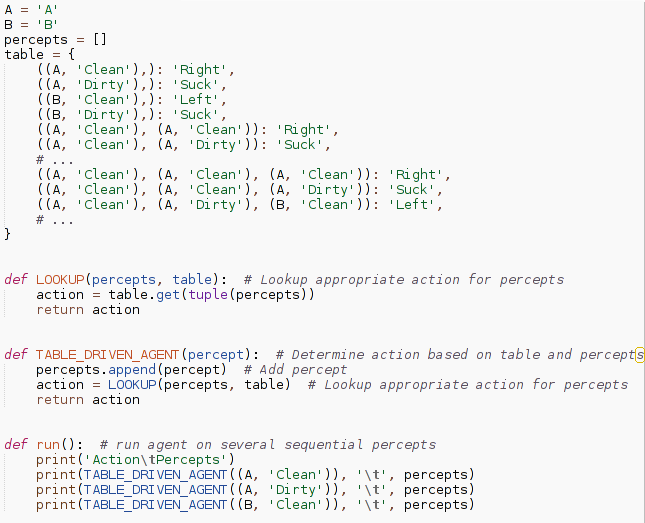 A = 'A'
B = 'B'
percepts = []
table = {
    ((A, 'Clean'),): 'Right',
    ((A, 'Dirty'),): 'Suck',
    ((B, 'Clean'),): 'Left',
    ((B, 'Dirty'),): 'Suck',
    ((A, 'Clean'), (A, 'Clean')): 'Right',
    ((A, 'Clean'), (A, 'Dirty')): 'Suck',
    # ...
    ((A, 'Clean'), (A, 'Clean'), (A, 'Clean')): 'Right',
    ((A, 'Clean'), (A, 'Clean'), (A, 'Dirty')): 'Suck',
    ((A, 'Clean'), (A, 'Dirty'), (B, 'Clean')): 'Left',
    # ...
}

def LOOKUP(percepts, table):  # Lookup appropriate action for percepts
    action = table.get(tuple(percepts))
    return action

def TABLE_DRIVEN_AGENT(percept):  # Determine action based on table and percepts
    percepts.append(percept)  # Add percept
    action = LOOKUP(percepts, table)  # Lookup appropriate action for percepts
    return action

def run():  # run agent on several sequential percepts
    print('Action\tPercepts')
    print(TABLE_DRIVEN_AGENT((A, 'Clean')), '\t', percepts)
    print(TABLE_DRIVEN_AGENT((A, 'Dirty')), '\t', percepts)
    print(TABLE_DRIVEN_AGENT((B, 'Clean')), '\t', percepts)